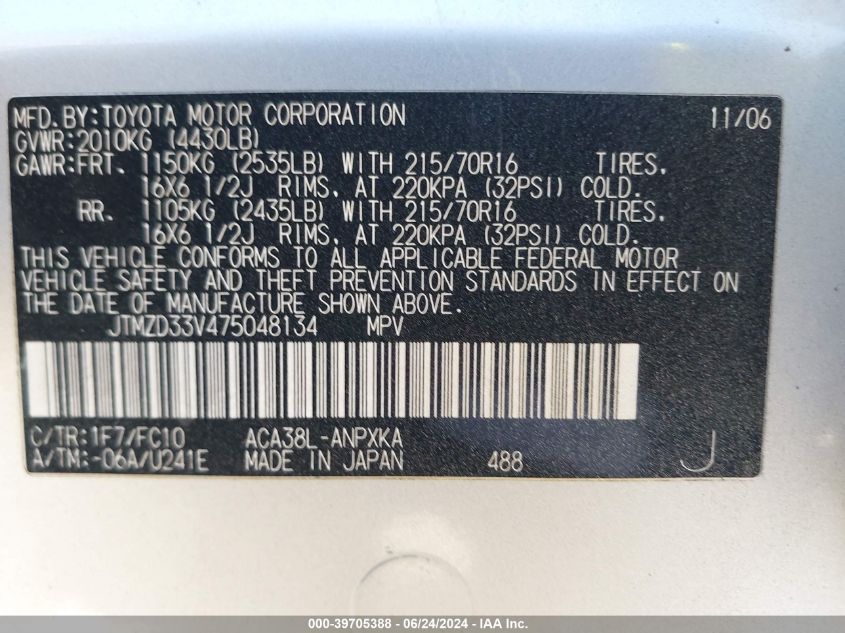 MFD. BY: TOYOTA MOTOR CORPORATION 11/06
GVWR: 2010KG (4430LB)
GAWR: FRT. 1150KG (2535LB) WITH 215/70R16 TIRES,
16X6 1/2J RIMS, AT 220KPA (32PSI) COLD.
RR. 1105KG (2435LB) WITH 215/70R16 TIRES,
16X6 1/2J RIMS, AT 220KPA (32PSI) COLD.
THIS VEHICLE CONFORMS TO ALL APPLICABLE FEDERAL MOTOR
VEHICLE SAFETY AND THEFT PREVENTION STANDARDS IN EFFECT ON
THE DATE OF MANUFACTURE SHOWN ABOVE.
JTMZD33V475048134 MPV
C/TR: 1F7/FC10 ACA38L-ANPXKA
A/TM: -06A/U241E MADE IN JAPAN 488 J
000-39705388 - 06/24/2024 - IAA Inc.